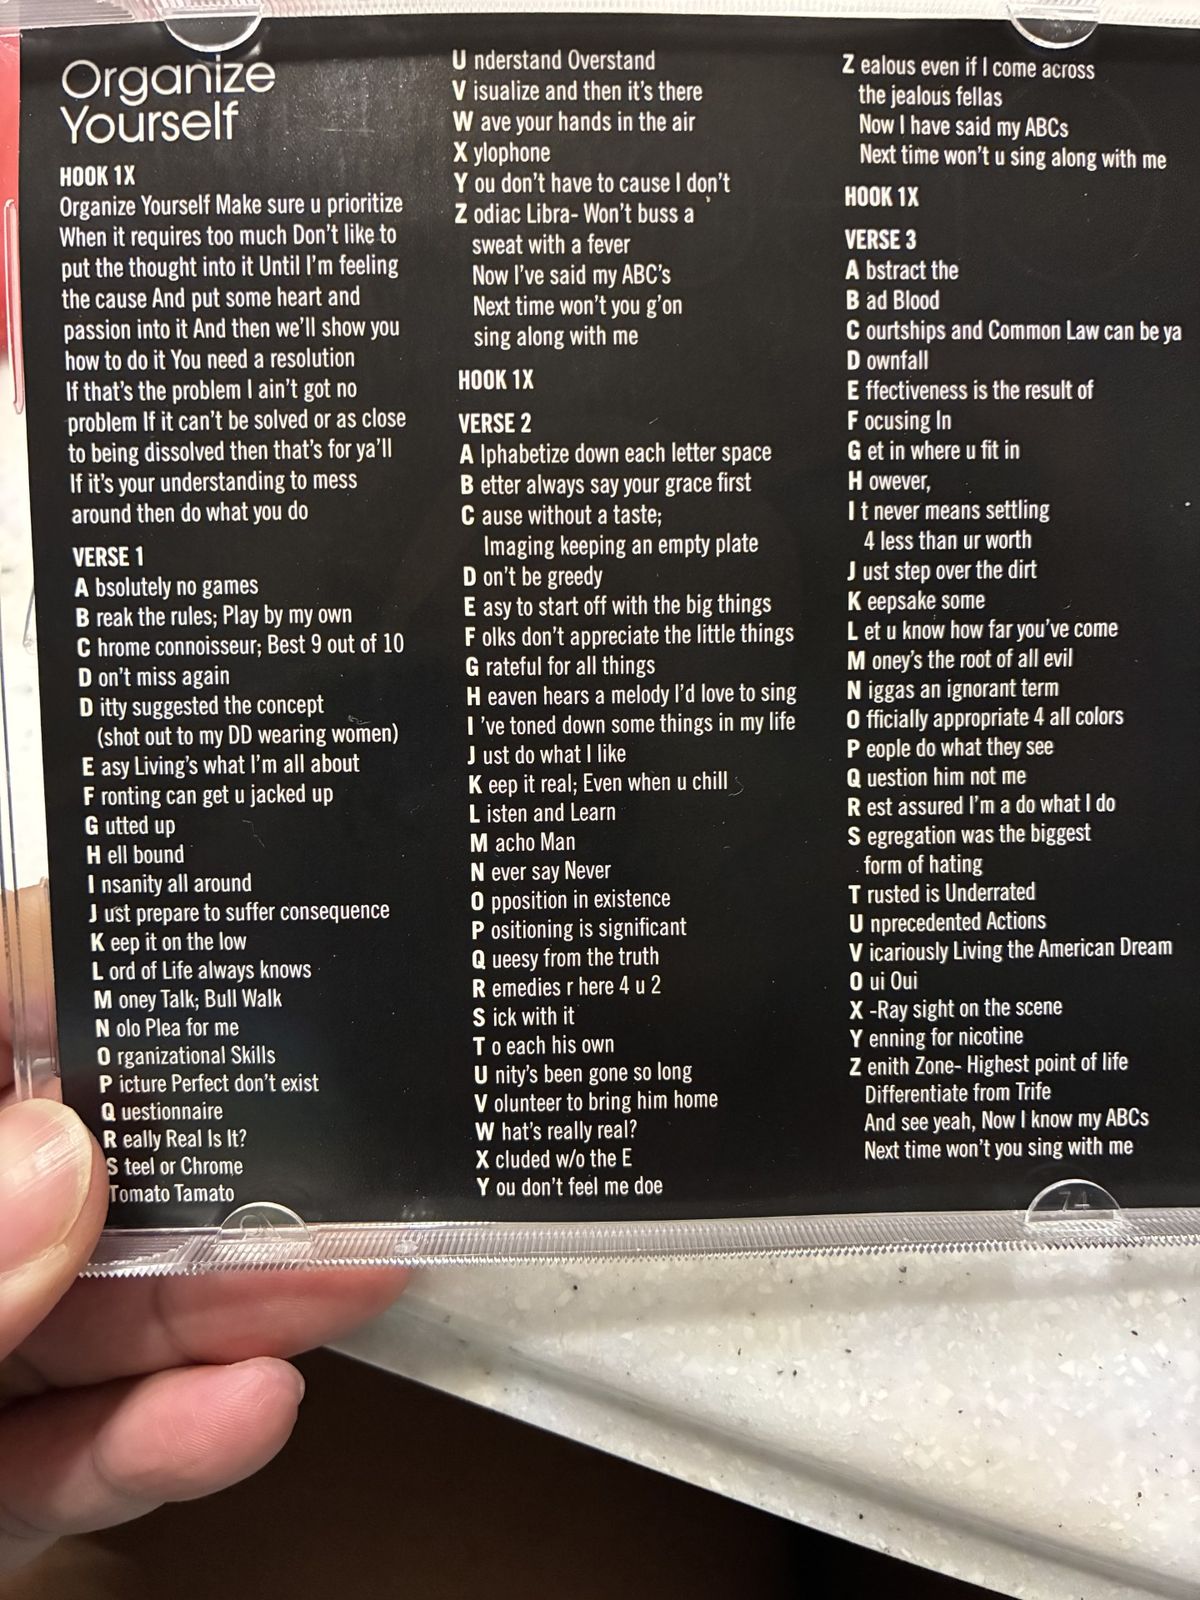 Organize
Yourself
HOOK 1X
Organize Yourself Make sure u prioritize
When it requires too much Don't like to
put the thought into it Until I'm feeling
the cause And put some heart and
passion into it And then we'll show you
how to do it You need a resolution
If that's the problem I ain't got no
problem If it can't be solved or as close
to being dissolved then that's for ya'll
If it's your understanding to mess
around then do what you do
VERSE 1
A bsolutely no games
B reak the rules; Play by my own
C hrome connoisseur; Best 9 out of 10
D on't miss again
D itty suggested the concept
(shot out to my DD wearing women)
E asy Living's what I'm all about
F ronting can get u jacked up
G utted up
H ell bound
I nsanity all around
J ust prepare to suffer consequence
K eep it on the low
L ord of Life always knows
M oney Talk; Bull Walk
N olo Plea for me
O rganizational Skills
P icture Perfect don't exist
Q uestionnaire
R eally Real Is It?
S teel or Chrome
Tomato Tamato
U nderstand Overstand
V isualize and then it's there
W ave your hands in the air
X ylophone
Y ou don't have to cause I don't
Z odiac Libra- Won't buss a
sweat with a fever
Now I've said my ABC's
Next time won't you g'on
sing along with me
HOOK 1X
VERSE 2
A lphabetize down each letter space
B etter always say your grace first
C ause without a taste;
Imaging keeping an empty plate
D on't be greedy
E asy to start off with the big things
F olks don't appreciate the little things
G rateful for all things
H eaven hears a melody I'd love to sing
I 've toned down some things in my life
J ust do what I like
K eep it real; Even when u chill
L isten and Learn
M acho Man
N ever say Never
O pposition in existence
P ositioning is significant
Q ueesy from the truth
R emedies r here 4 u 2
S ick with it
T o each his own
U nity's been gone so long
V olunteer to bring him home
W hat's really real?
X cluded w/o the E
Y ou don't feel me doe
Z ealous even if I come across
the jealous fellas
Now I have said my ABCs
Next time won't u sing along with me
HOOK 1X
VERSE 3
A bstract the
B ad Blood
C ourtships and Common Law can be ya
D ownfall
E ffectiveness is the result of
F ocusing In
G et in where u fit in
H owever,
I t never means settling
4 less than ur worth
J ust step over the dirt
K eepsake some
L et u know how far you've come
M oney's the root of all evil
N iggas an ignorant term
O fficially appropriate 4 all colors
P eople do what they see
Q uestion him not me
R est assured I'm a do what I do
S egregation was the biggest
form of hating
T rusted is Underrated
U nprecedented Actions
V icariously Living the American Dream
O ui Oui
X -Ray sight on the scene
Y enning for nicotine
Z enith Zone- Highest point of life
Differentiate from Trife
And see yeah, Now I know my ABCs
Next time won't you sing with me